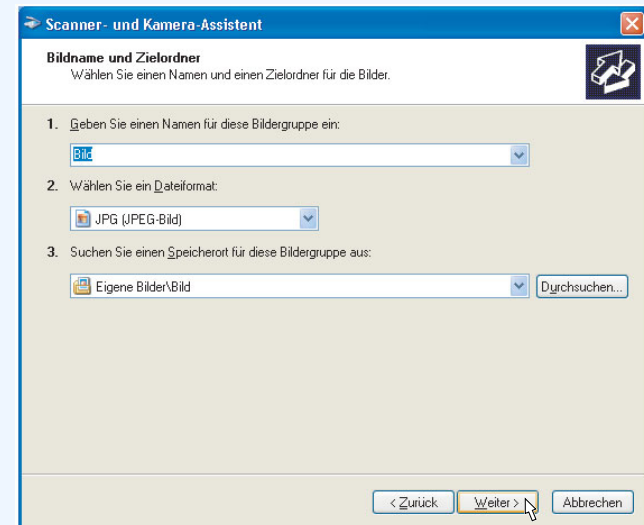 Scanner- und Kamera-Assistent
Bildname und Zielordner
Wählen Sie einen Namen und einen Zielordner für die Bilder.
1. Geben Sie einen Namen für diese Bildergruppe ein:
Bild
2. Wählen Sie ein Dateiformat:
JPG (JPEG-Bild)
3. Suchen Sie einen Speicherort für diese Bildergruppe aus:
Eigene Bilder\Bild Durchsuchen...
< Zurück Weiter > Abbrechen